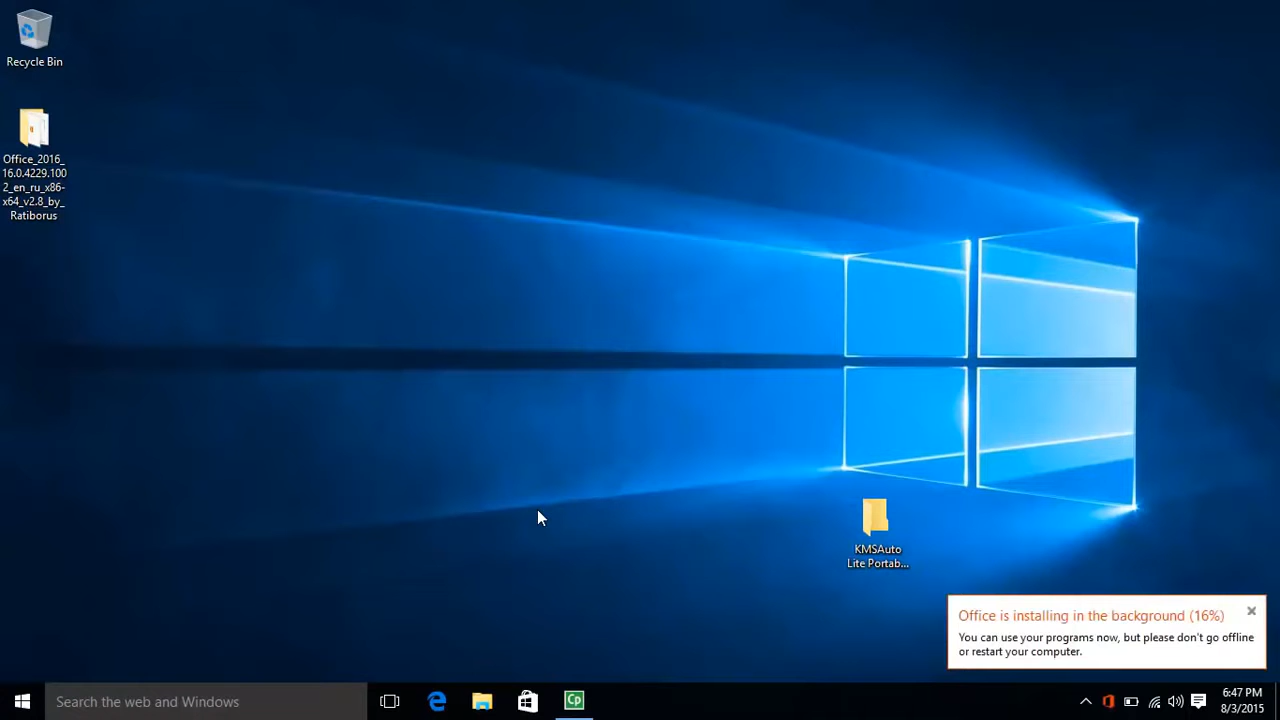 Recycle Bin
Office_2016_
16.0.4229.100
2_en_ru_x86-
x64_v2.8_by_
Ratiborus
KMSAuto
Lite Portab...
Office is installing in the background (16%)
You can use your programs now, but please don't go offline
or restart your computer.
Search the web and Windows
Cp
6:47 PM
8/3/2015